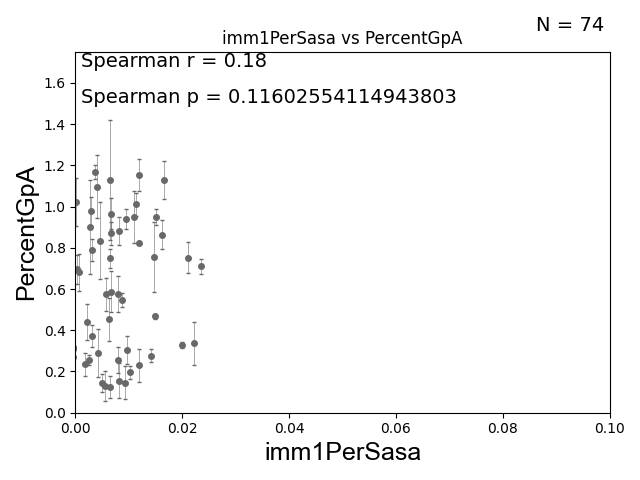 N = 74
imm1PerSasa vs PercentGpA
Spearman r = 0.18
Spearman p = 0.11602554114943803
PercentGpA
1.6
1.4
1.2
1.0
0.8
0.6
0.4
0.2
0.0
0.00 0.02 0.04 0.06 0.08 0.10
imm1PerSasa